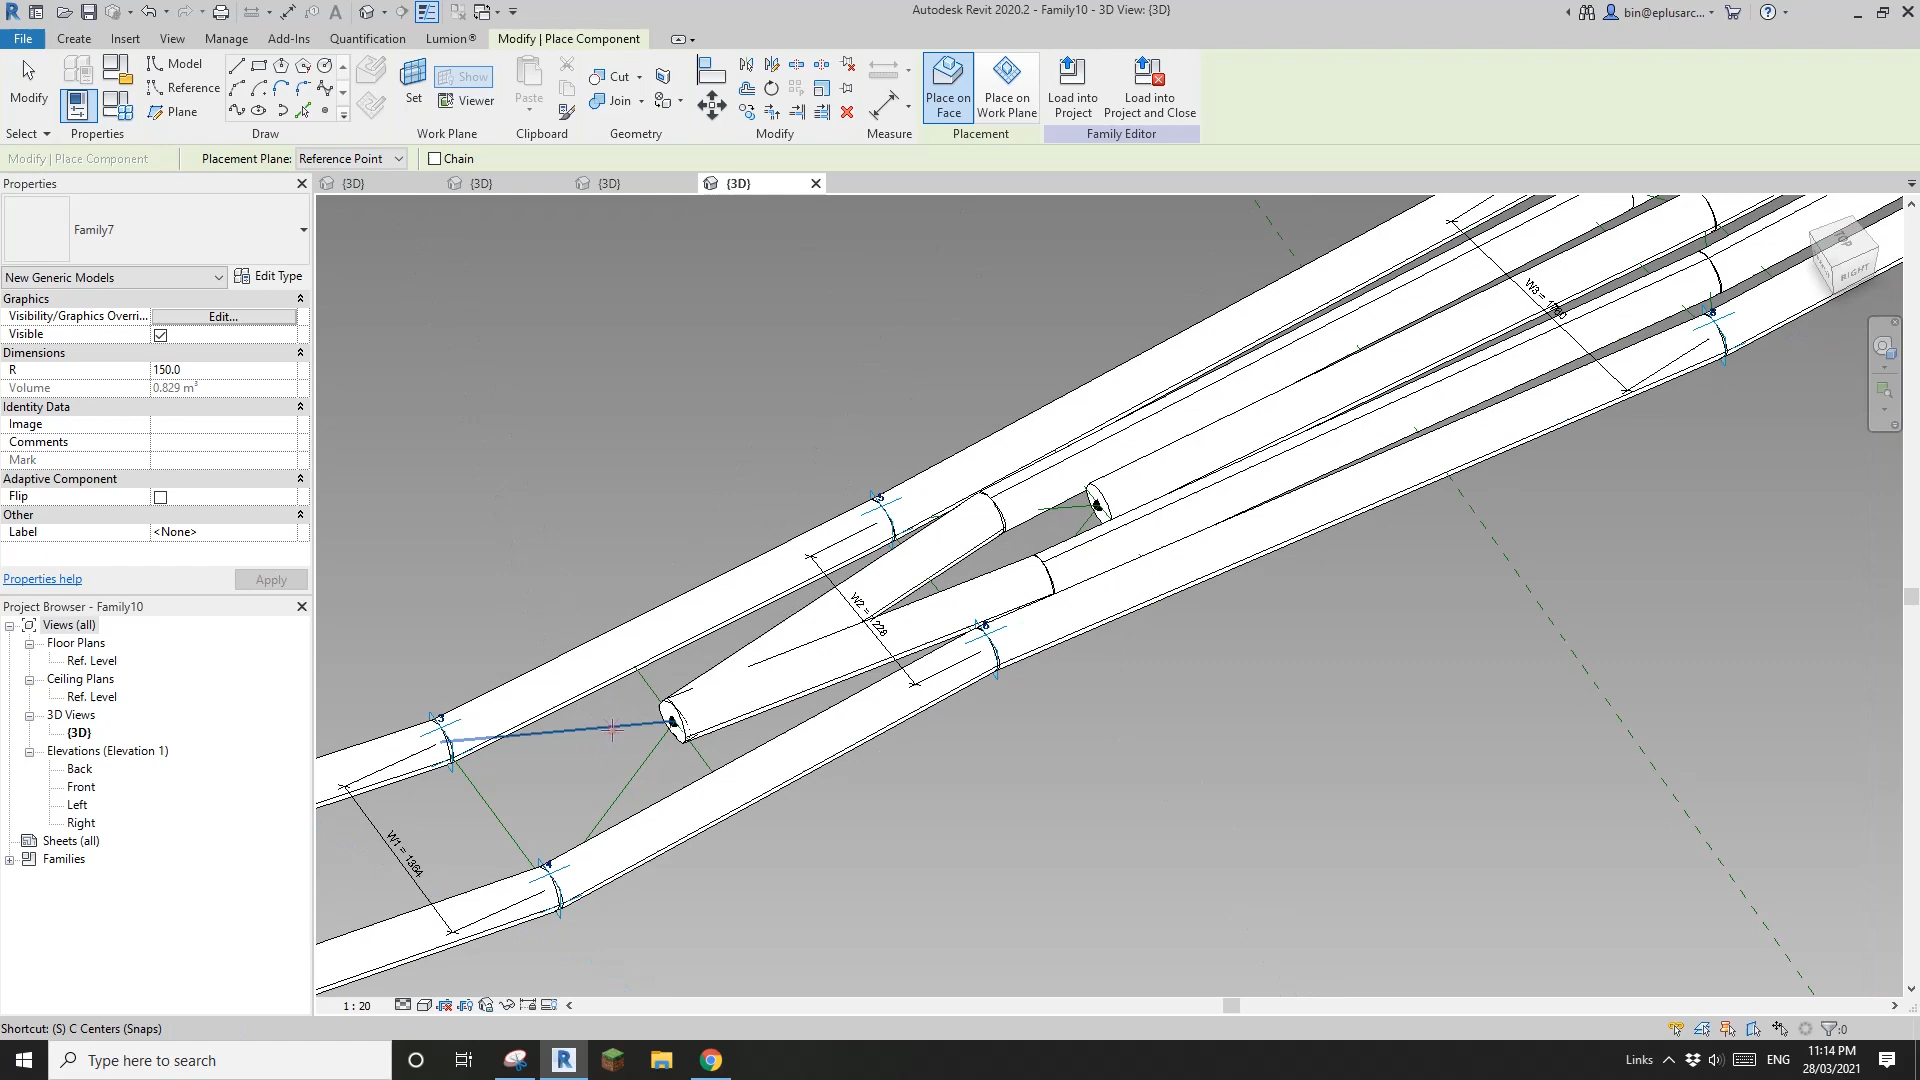 Autodesk Revit 2020.2 - Family10 - 3D View: {3D}
bin@eplusarc...
File Create Insert View Manage Add-Ins Quantification Lumion® Modify | Place Component
Modify
Select
Properties
Model
Reference
Plane
Draw
Set
Show
Viewer
Work Plane
Paste
Clipboard
Cut
Join
Geometry
Modify
Measure
Place on Face
Place on Work Plane
Placement
Load into Project
Load into Project and Close
Family Editor
Modify | Place Component Placement Plane: Reference Point Chain
Properties
{3D} {3D} {3D} {3D}
Family7
New Generic Models Edit Type
Graphics
Visibility/Graphics Overri... Edit...
Visible
Dimensions
R 150.0
Volume 0.829 m³
Identity Data
Image
Comments
Mark
Adaptive Component
Flip
Other
Label <None>
Properties help Apply
Project Browser - Family10
Views (all)
Floor Plans
Ref. Level
Ceiling Plans
Ref. Level
3D Views
{3D}
Elevations (Elevation 1)
Back
Front
Left
Right
Sheets (all)
Families
TOP
RIGHT
5
3
4
W2 = 1228
W1 = 1364
1 : 20
Shortcut: (S) C Centers (Snaps)
:0
Type here to search
Links
ENG
11:14 PM
28/03/2021